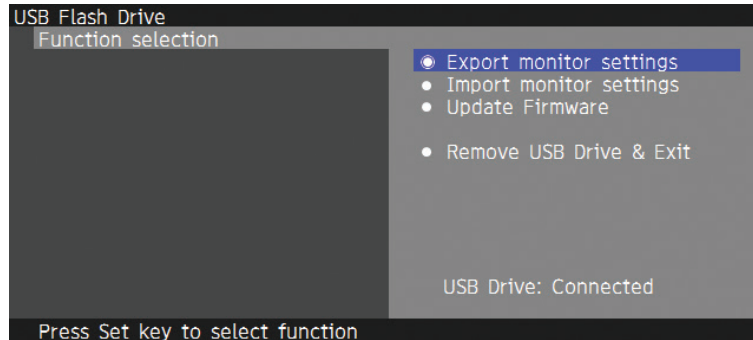 USB Flash Drive
Function selection
Export monitor settings
Import monitor settings
Update Firmware
Remove USB Drive & Exit
USB Drive: Connected
Press Set key to select function